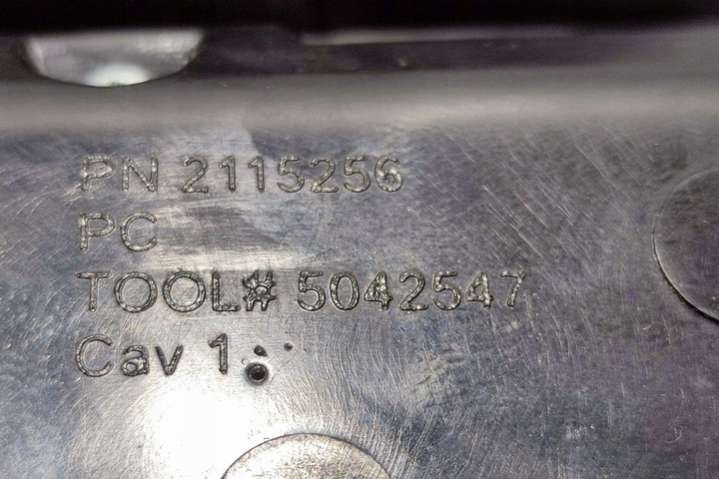 PN 2115256
PC
TOOL# 5042547
Cav 1